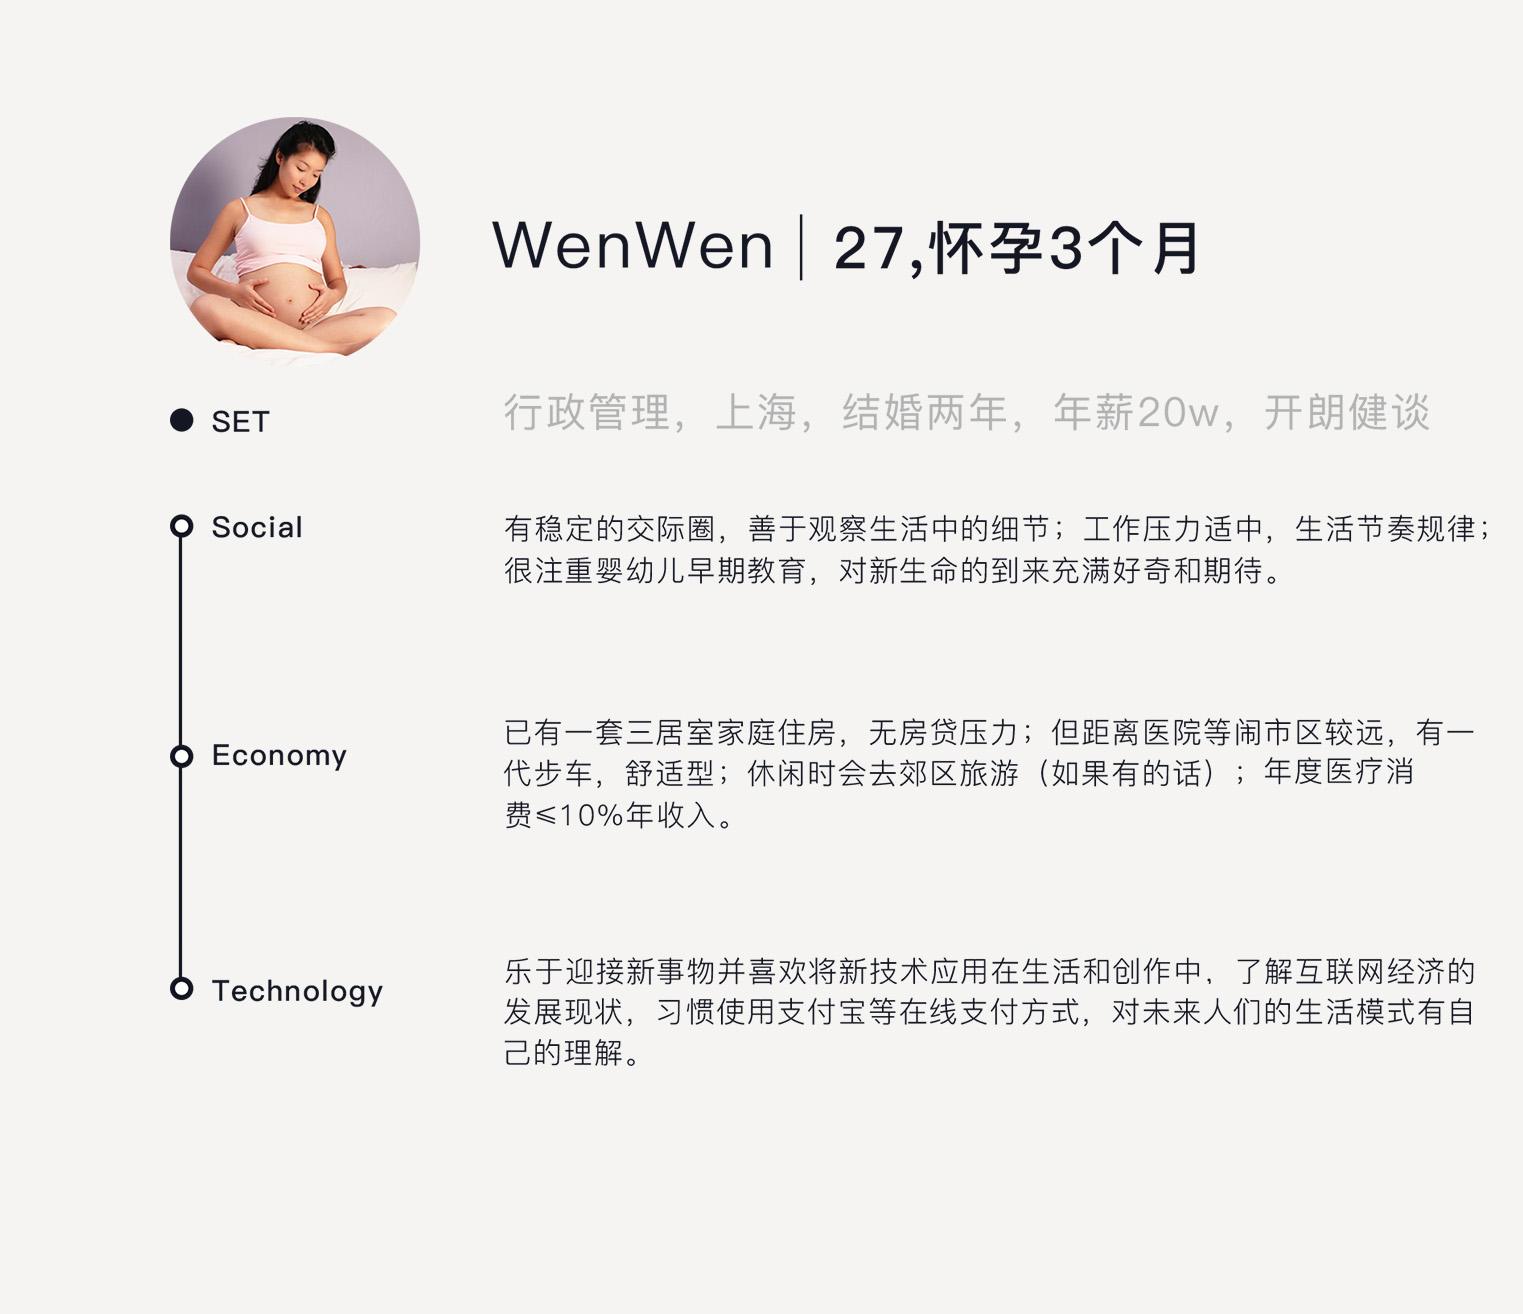 WenWen | 27,怀孕3个月
SET
行政管理，上海，结婚两年，年薪20w，开朗健谈
Social
有稳定的交际圈，善于观察生活中的细节；工作压力适中，生活节奏规律；
很注重婴幼儿早期教育，对新生命的到来充满好奇和期待。
Economy
已有一套三居室家庭住房，无房贷压力；但距离医院等闹市区较远，有一
代步车，舒适型；休闲时会去郊区旅游（如果有的话）；年度医疗消
费⩽10%年收入。
Technology
乐于迎接新事物并喜欢将新技术应用在生活和创作中，了解互联网经济的
发展现状，习惯使用支付宝等在线支付方式，对未来人们的生活模式有自
己的理解。